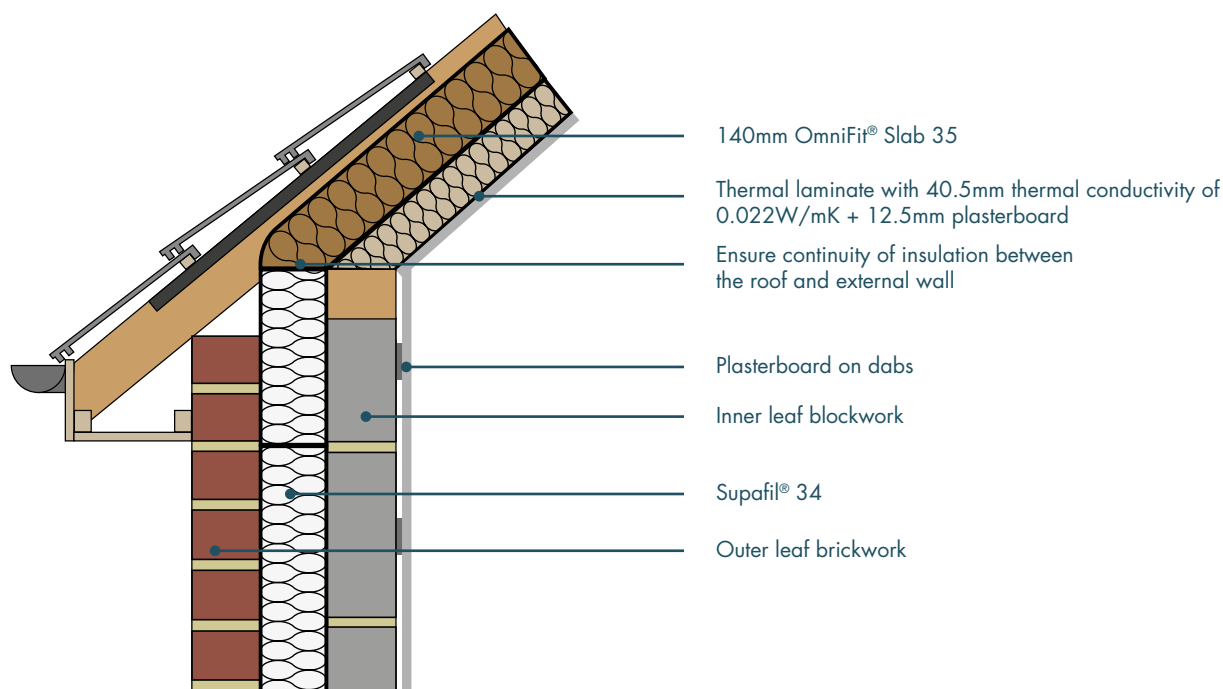 140mm OmniFit® Slab 35
Thermal laminate with 40.5mm thermal conductivity of
0.022W/mK + 12.5mm plasterboard
Ensure continuity of insulation between
the roof and external wall
Plasterboard on dabs
Inner leaf blockwork
Supafil® 34
Outer leaf brickwork